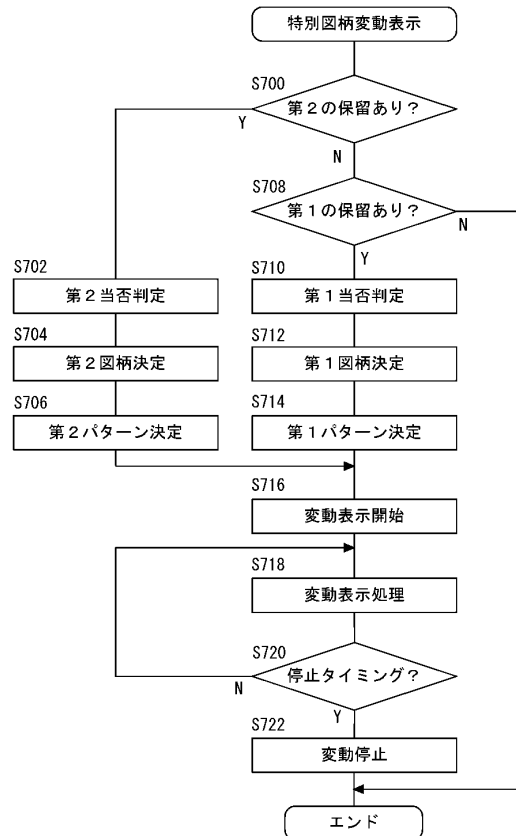 特別図柄変動表示
S700
第２の保留あり？
Y
N
S708
第１の保留あり？
N
Y
S702
第２当否判定
S710
第１当否判定
S704
第２図柄決定
S712
第１図柄決定
S706
第２パターン決定
S714
第１パターン決定
S716
変動表示開始
S718
変動表示処理
S720
停止タイミング？
N
Y
S722
変動停止
エンド